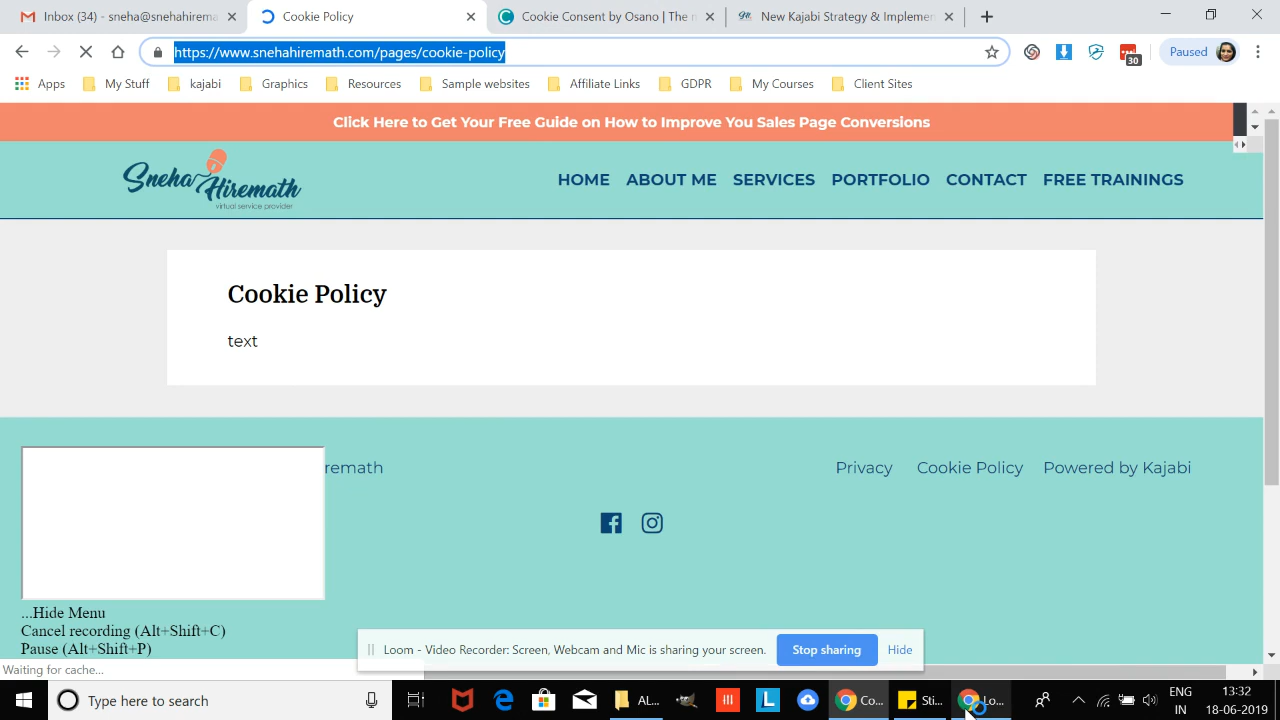 Inbox (34) - sneha@snehahirema
Cookie Policy
Cookie Consent by Osano | The n
New Kajabi Strategy & Implemen
https://www.snehahiremath.com/pages/cookie-policy
30
Paused
Apps
My Stuff
kajabi
Graphics
Resources
Sample websites
Affiliate Links
GDPR
My Courses
Client Sites
Click Here to Get Your Free Guide on How to Improve You Sales Page Conversions
Sneha Hiremath
virtual service provider
HOME
ABOUT ME
SERVICES
PORTFOLIO
CONTACT
FREE TRAININGS
Cookie Policy
text
remath
Privacy
Cookie Policy
Powered by Kajabi
...Hide Menu
Cancel recording (Alt+Shift+C)
Pause (Alt+Shift+P)
Loom - Video Recorder: Screen, Webcam and Mic is sharing your screen.
Stop sharing
Hide
Waiting for cache...
Type here to search
AL...
Co...
Sti...
Lo...
ENG
IN
13:32
18-06-2019